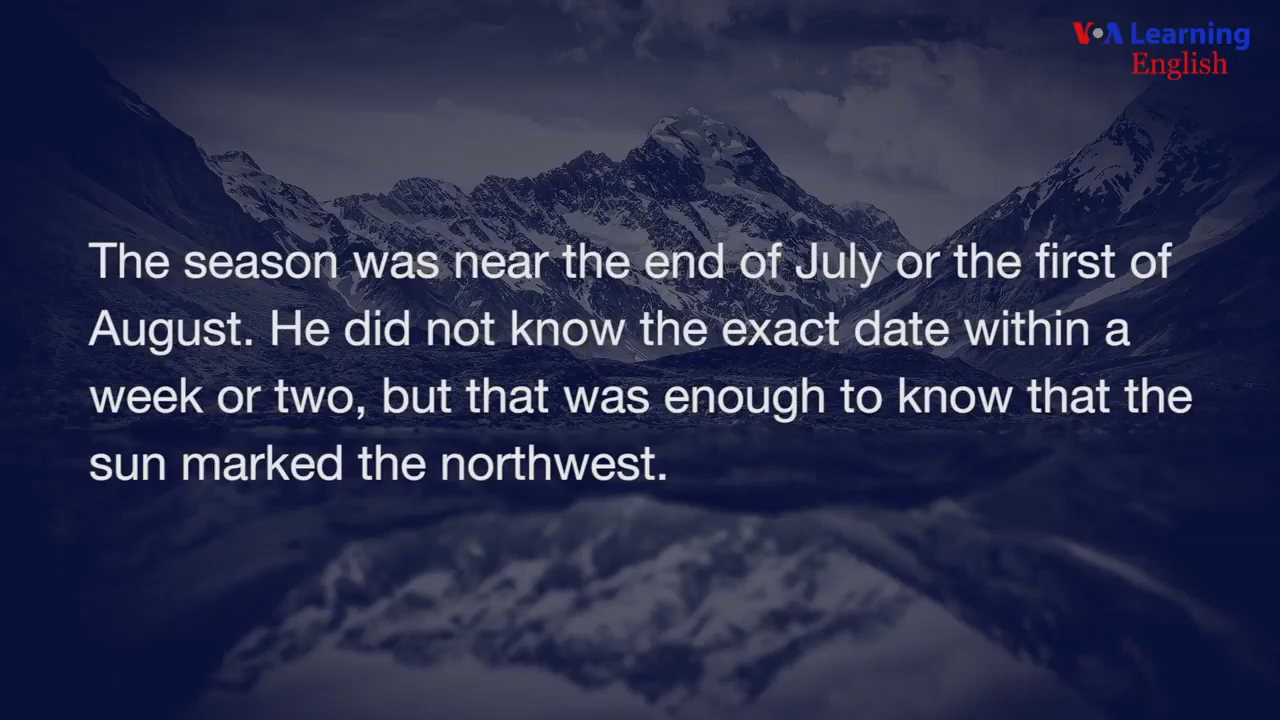 VOA Learning
English
The season was near the end of July or the first of
August. He did not know the exact date within a
week or two, but that was enough to know that the
sun marked the northwest.